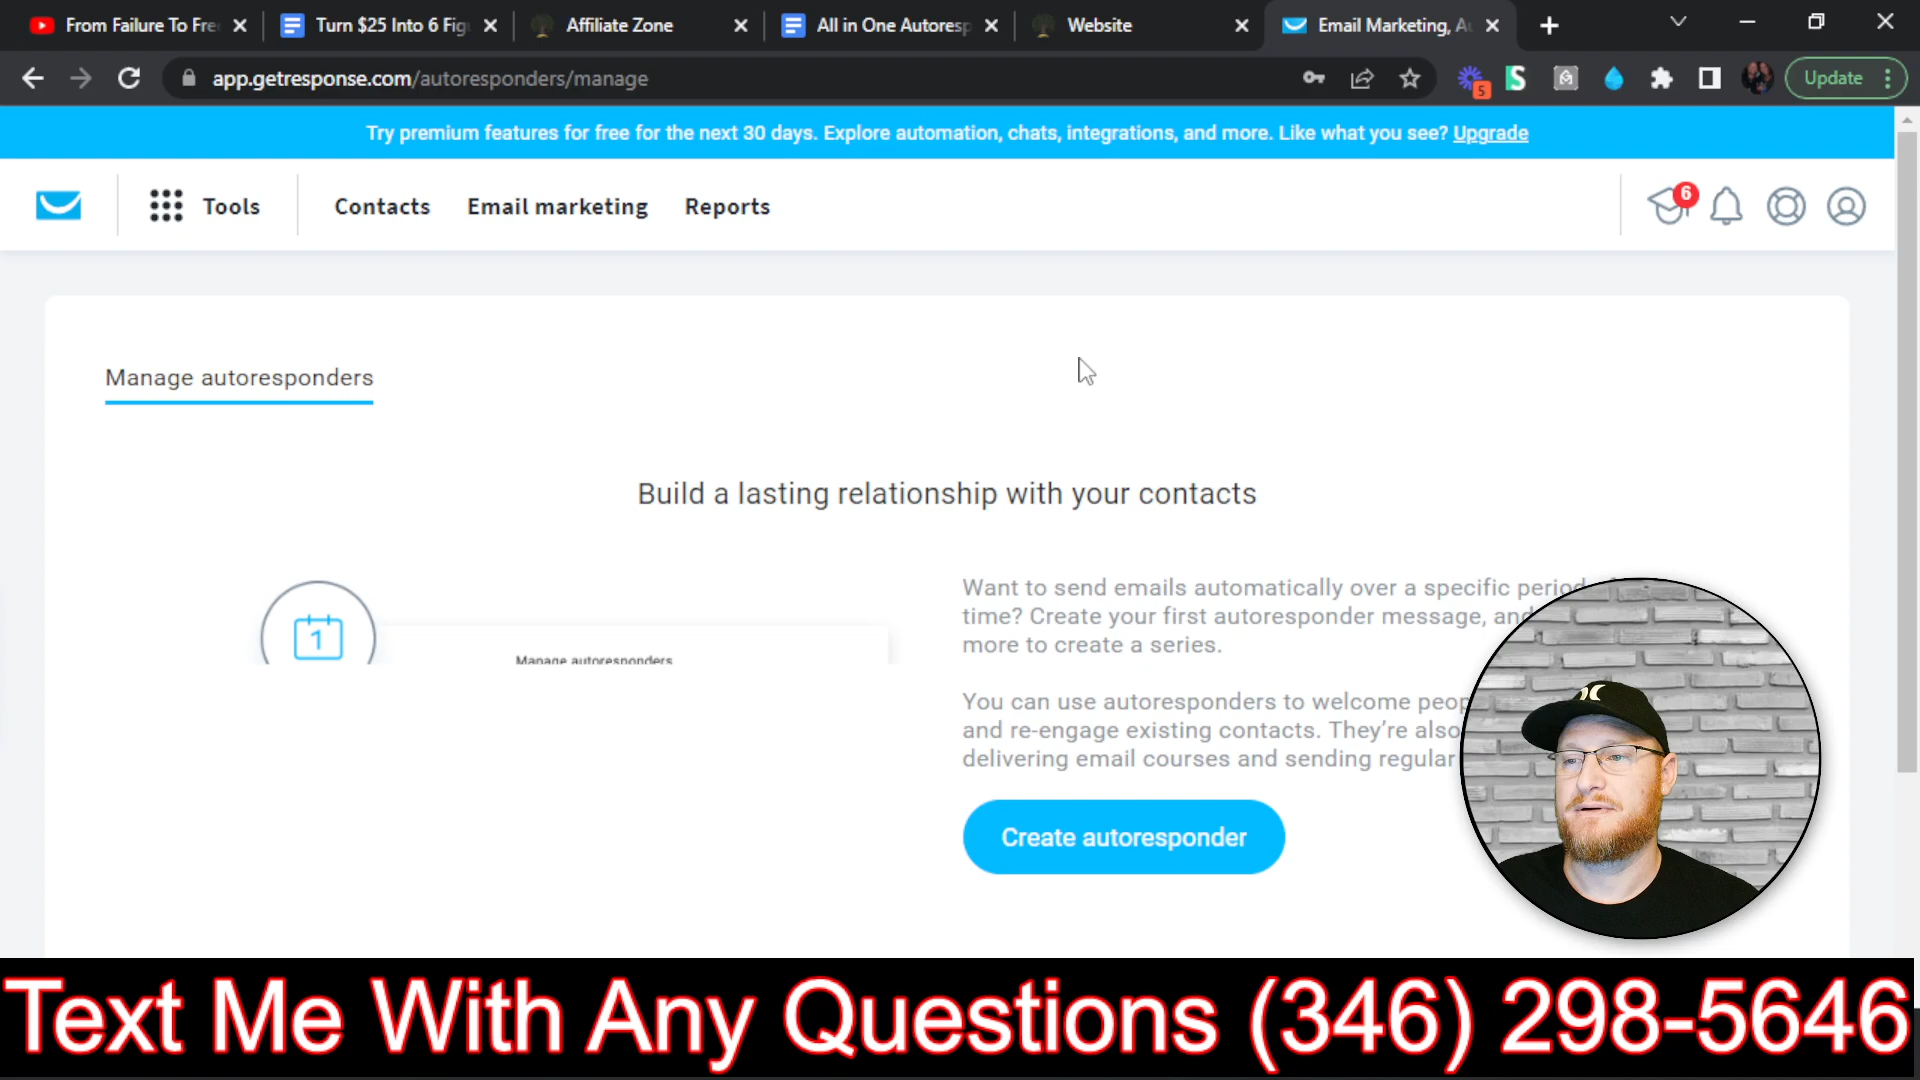 From Failure To Fre
Turn $25 Into 6 Fig
Affiliate Zone
All in One Autoresp
Website
Email Marketing, Au
app.getresponse.com/autoresponders/manage
5
Update
Try premium features for free for the next 30 days. Explore automation, chats, integrations, and more. Like what you see? Upgrade
Tools
Contacts
Email marketing
Reports
6
Manage autoresponders
Build a lasting relationship with your contacts
1
Manage autoresponders
Want to send emails automatically over a specific period
time? Create your first autoresponder message, and
more to create a series.
You can use autoresponders to welcome peop
and re-engage existing contacts. They're also
delivering email courses and sending regular
Create autoresponder
Text Me With Any Questions (346) 298-5646